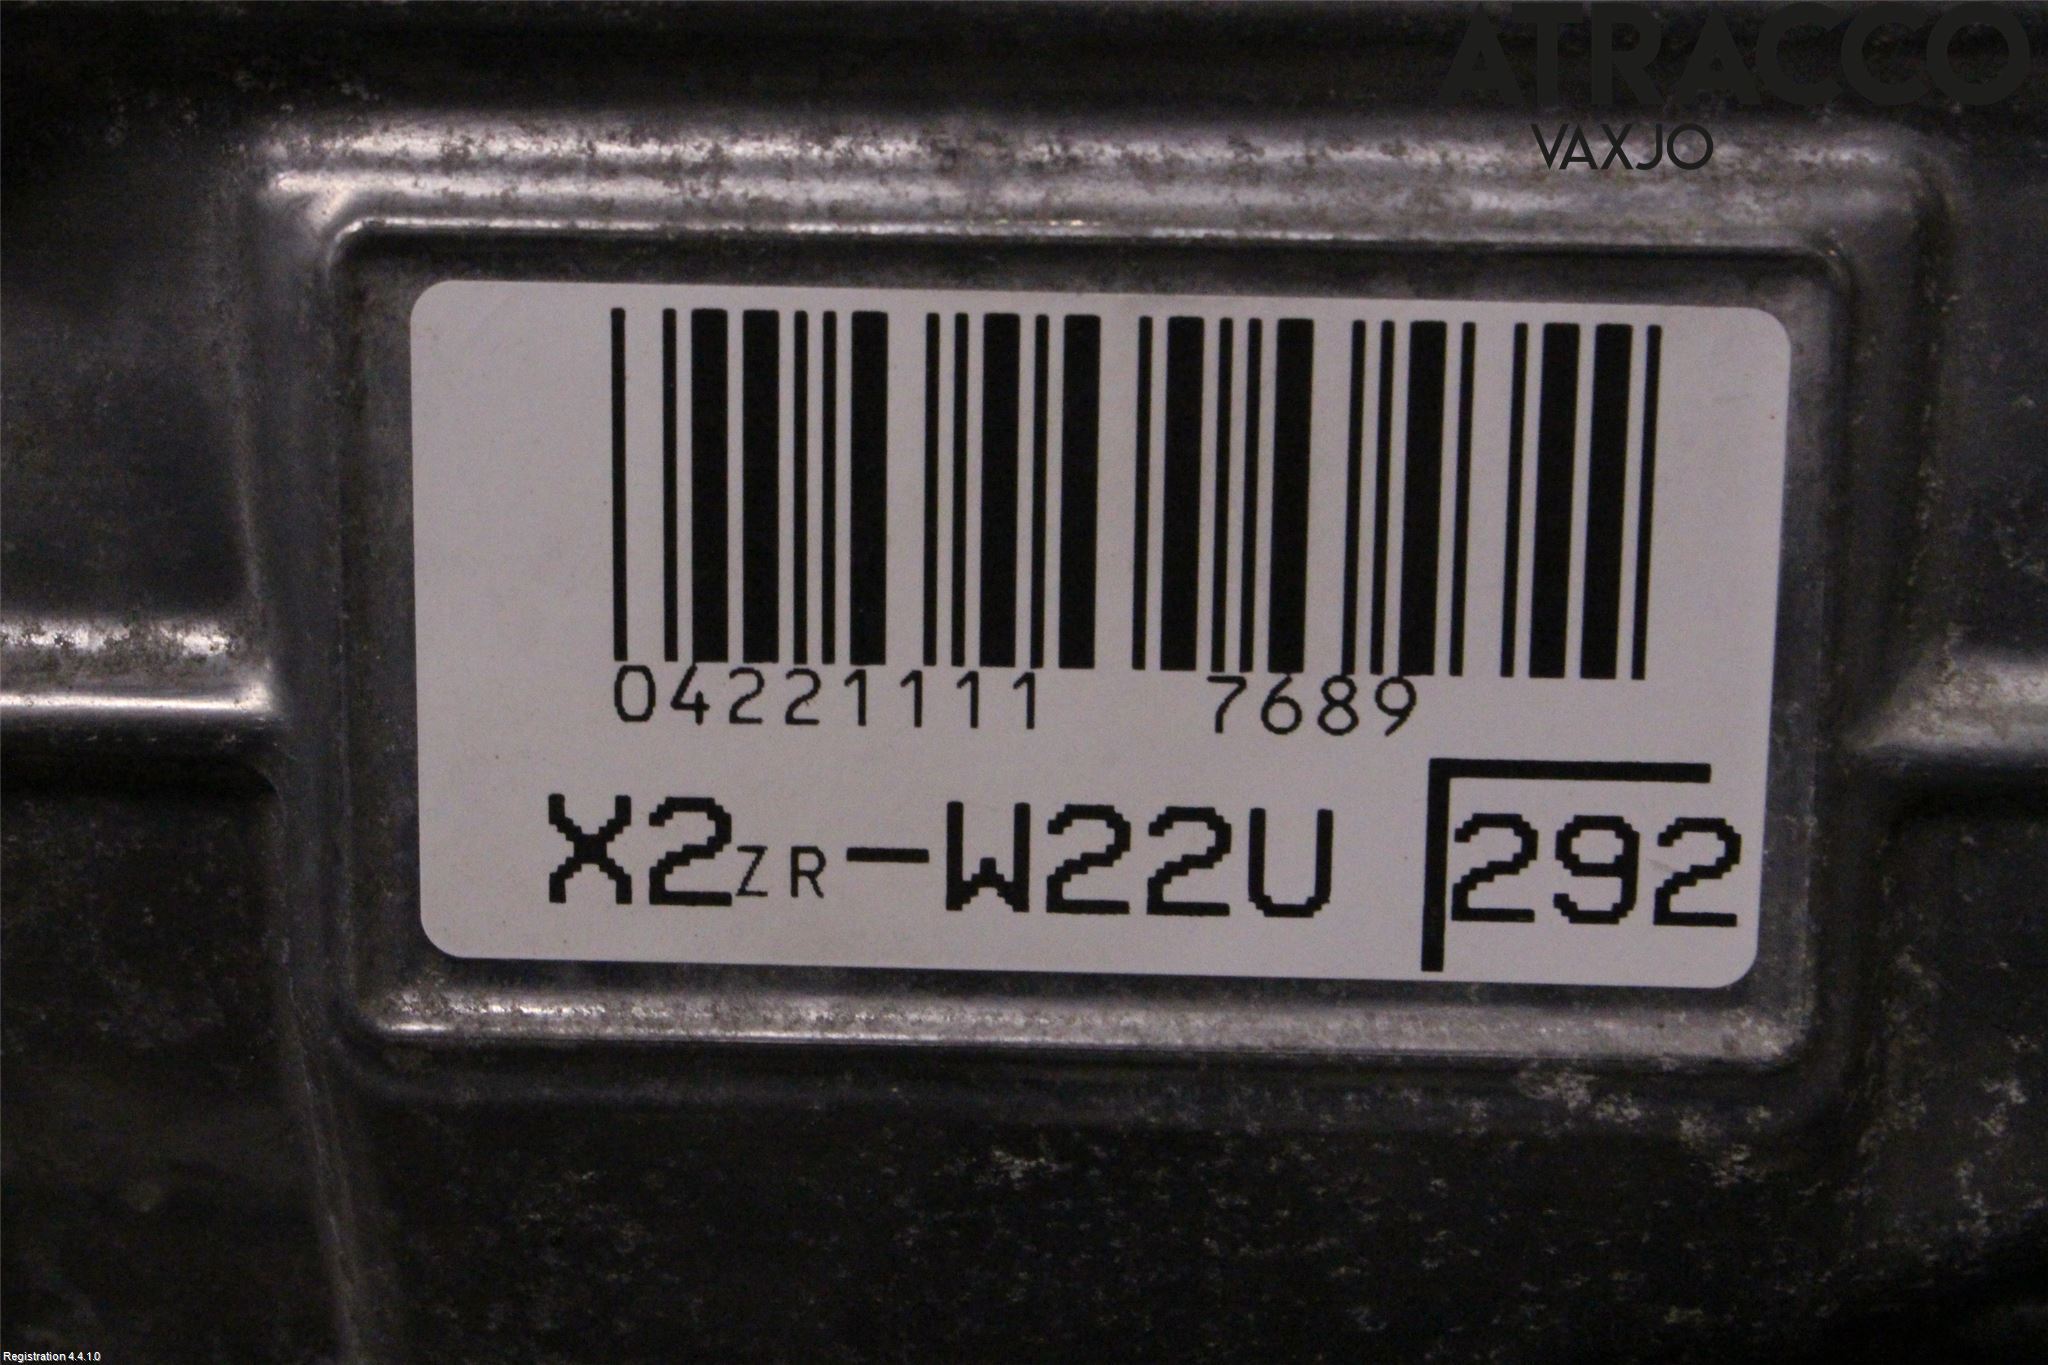 ATRACCO
VAXJO
04221111 7689
X2ZR-W22U 292
Registration 4.4.1.0